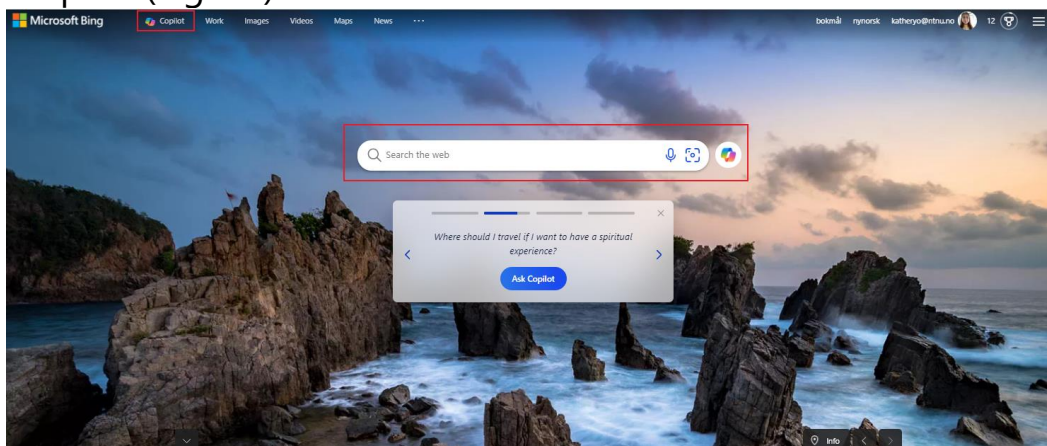 Microsoft Bing Copilot Work Images Videos Maps News ··· bokmål nynorsk katheryo@ntnu.no 12
Search the web
Where should I travel if I want to have a spiritual
experience?
Ask Copilot
Info